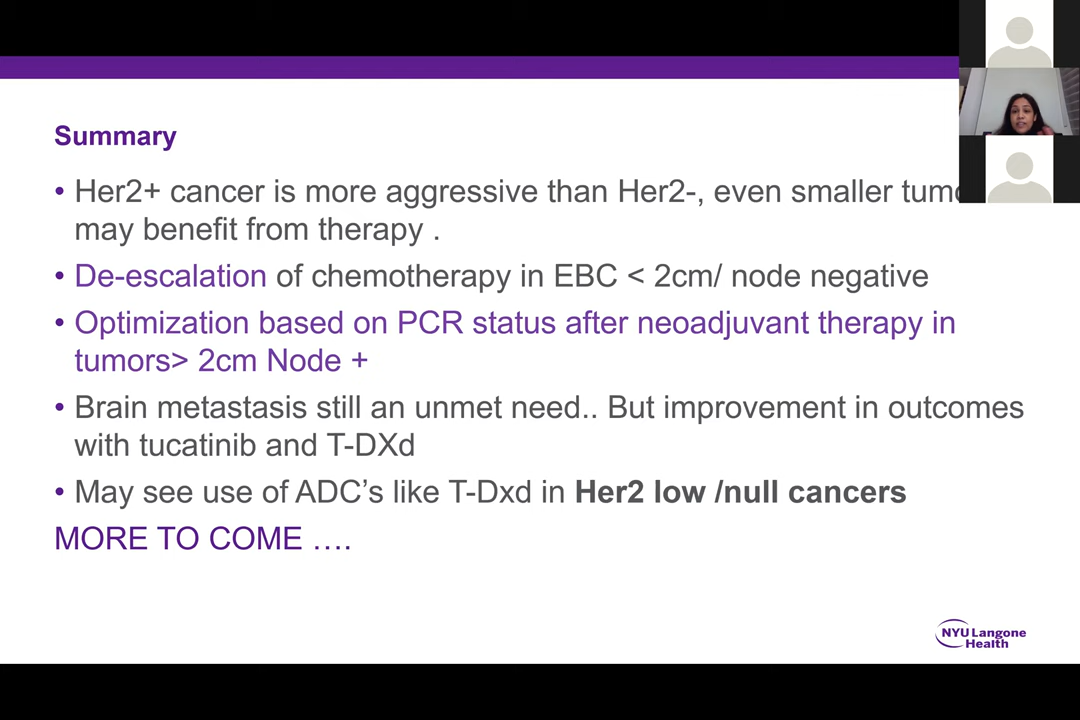 Summary
• Her2+ cancer is more aggressive than Her2-, even smaller
may benefit from therapy .
• De-escalation of chemotherapy in EBC < 2cm/ node negative
• Optimization based on PCR status after neoadjuvant therapy in
tumors> 2cm Node +
• Brain metastasis still an unmet need.. But improvement in outcomes
with tucatinib and T-DXd
• May see use of ADC’s like T-Dxd in Her2 low /null cancers
MORE TO COME ….
NYU Langone
Health